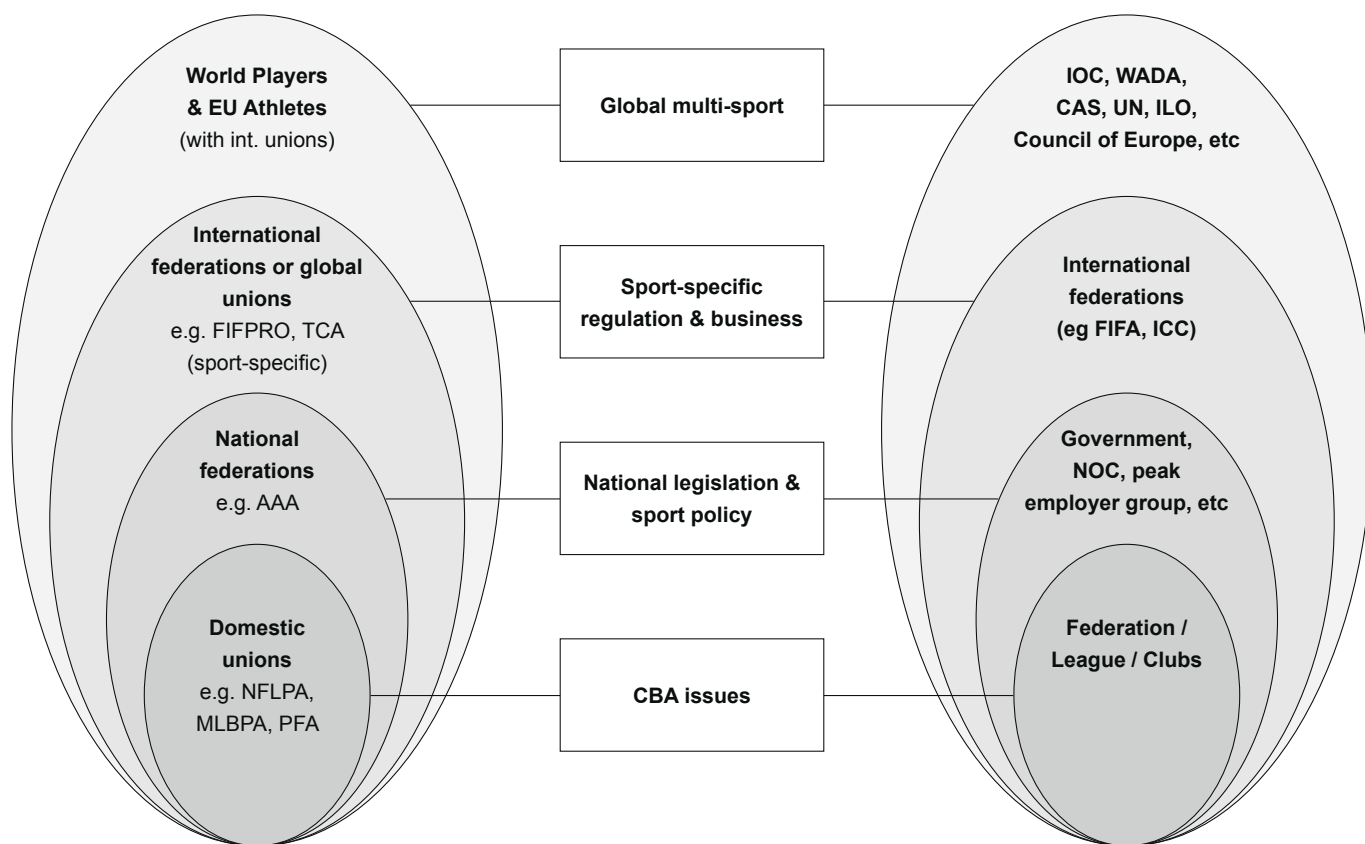 World Players
& EU Athletes
(with int. unions)
Global multi-sport
IOC, WADA,
CAS, UN, ILO,
Council of Europe, etc
International
federations or global
unions
e.g. FIFPRO, TCA
(sport-specific)
Sport-specific
regulation & business
International
federations
(eg FIFA, ICC)
National
federations
e.g. AAA
National legislation &
sport policy
Government,
NOC, peak
employer group, etc
Domestic
unions
e.g. NFLPA,
MLBPA, PFA
CBA issues
Federation /
League / Clubs